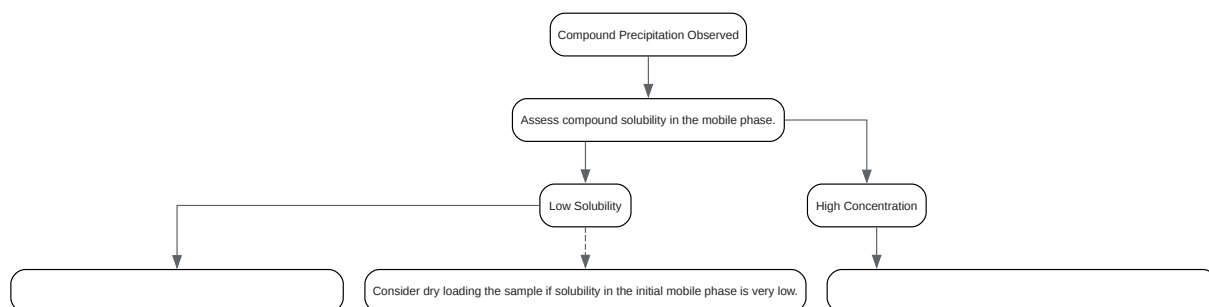 Compound Precipitation Observed
Assess compound solubility in the mobile phase.
Low Solubility
High Concentration
Consider dry loading the sample if solubility in the initial mobile phase is very low.